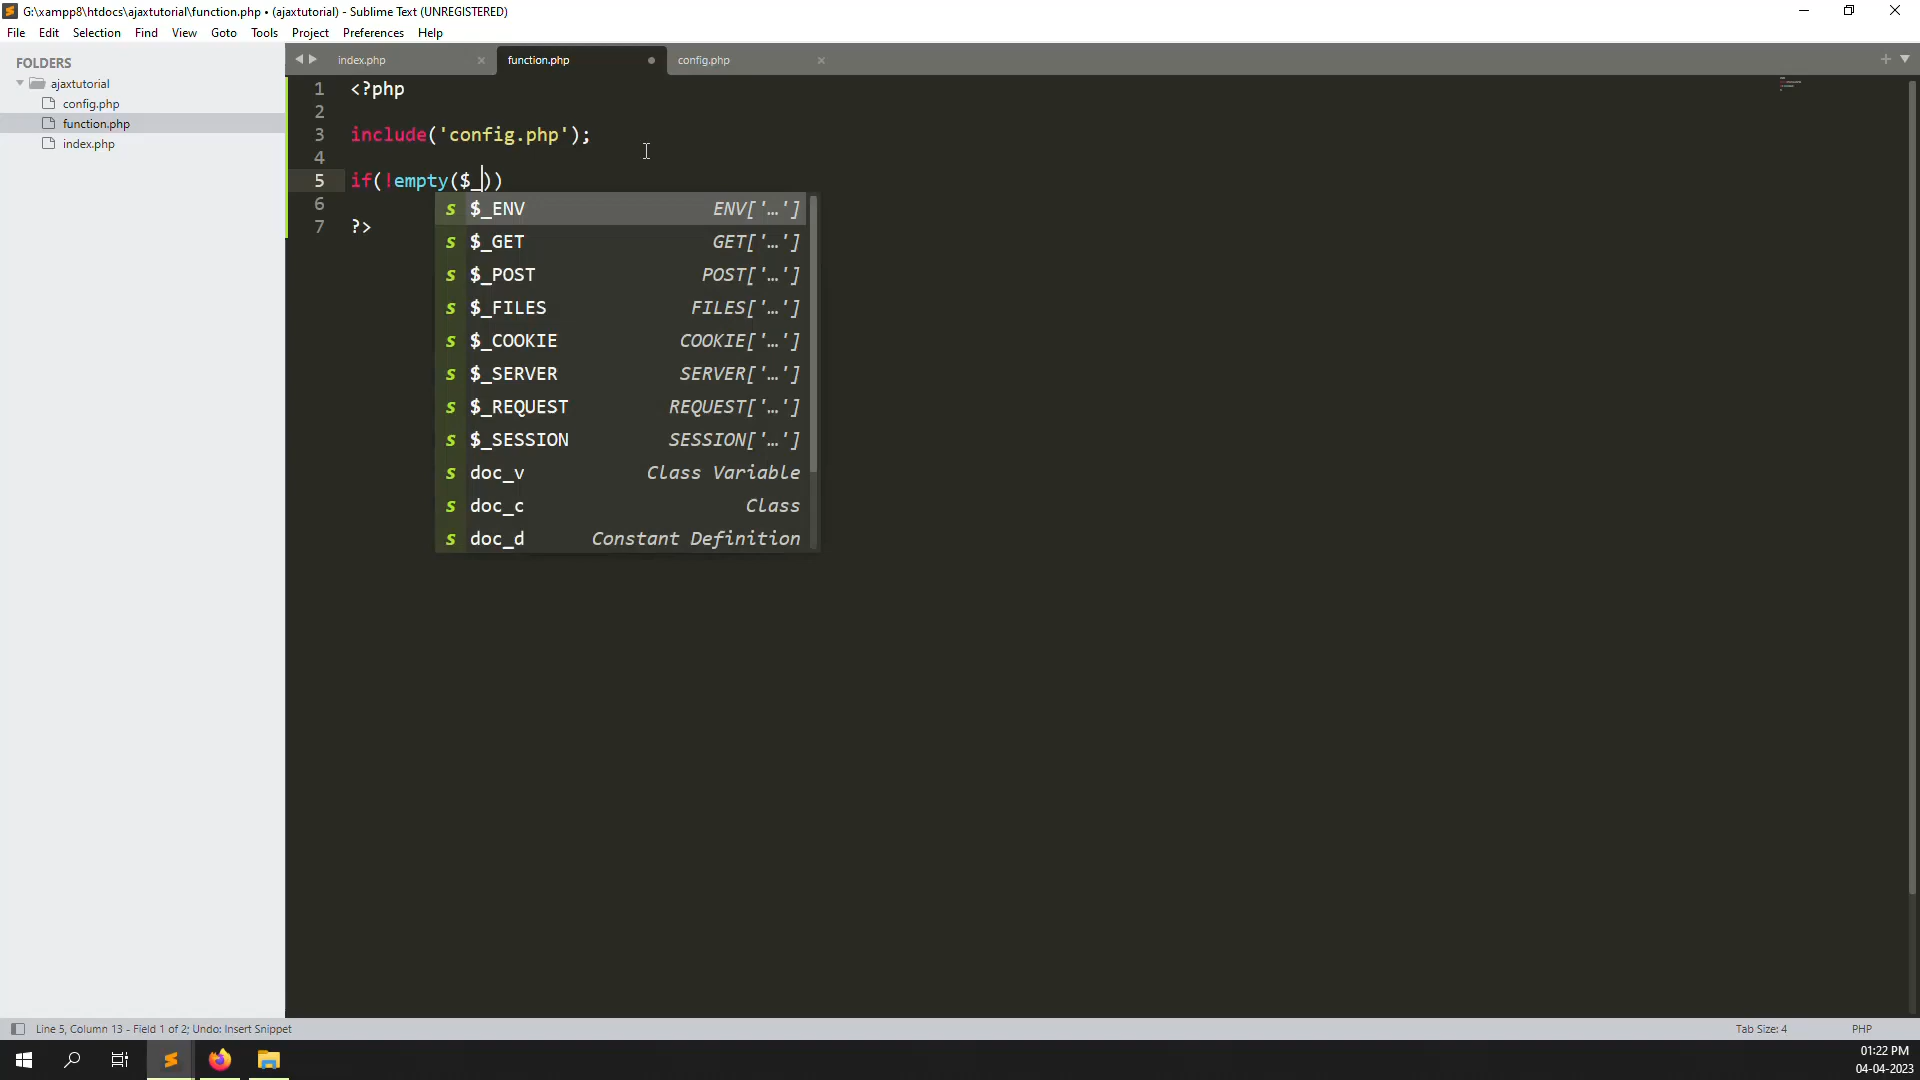 G:\xampp8\htdocs\ajaxtutorial\function.php • (ajaxtutorial) - Sublime Text (UNREGISTERED)
File Edit Selection Find View Goto Tools Project Preferences Help
FOLDERS
ajaxtutorial
config.php
function.php
index.php
index.php function.php config.php
1 <?php
2
3 include('config.php');
4
5 if(!empty($_))
6
7 ?>
s $_ENV ENV['…']
s $_GET GET['…']
s $_POST POST['…']
s $_FILES FILES['…']
s $_COOKIE COOKIE['…']
s $_SERVER SERVER['…']
s $_REQUEST REQUEST['…']
s $_SESSION SESSION['…']
s doc_v Class Variable
s doc_c Class
s doc_d Constant Definition
Line 5, Column 13 - Field 1 of 2; Undo: Insert Snippet Tab Size: 4 PHP
01:22 PM
04-04-2023